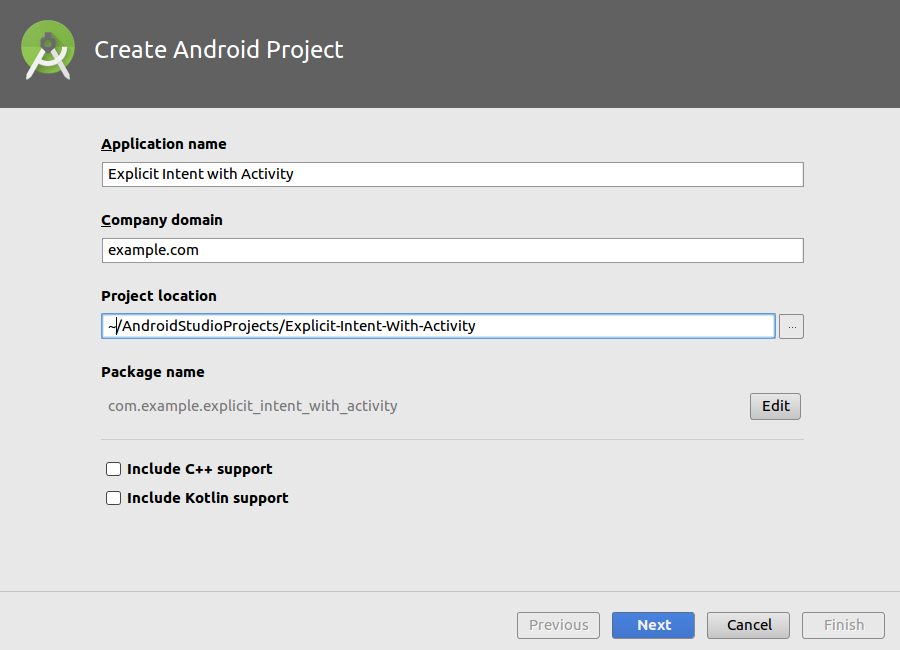 Create Android Project
Application name
Explicit Intent with Activity
Company domain
example.com
Project location
~/AndroidStudioProjects/Explicit-Intent-With-Activity
...
Package name
com.example.explicit_intent_with_activity
Edit
Include C++ support
Include Kotlin support
Previous Next Cancel Finish